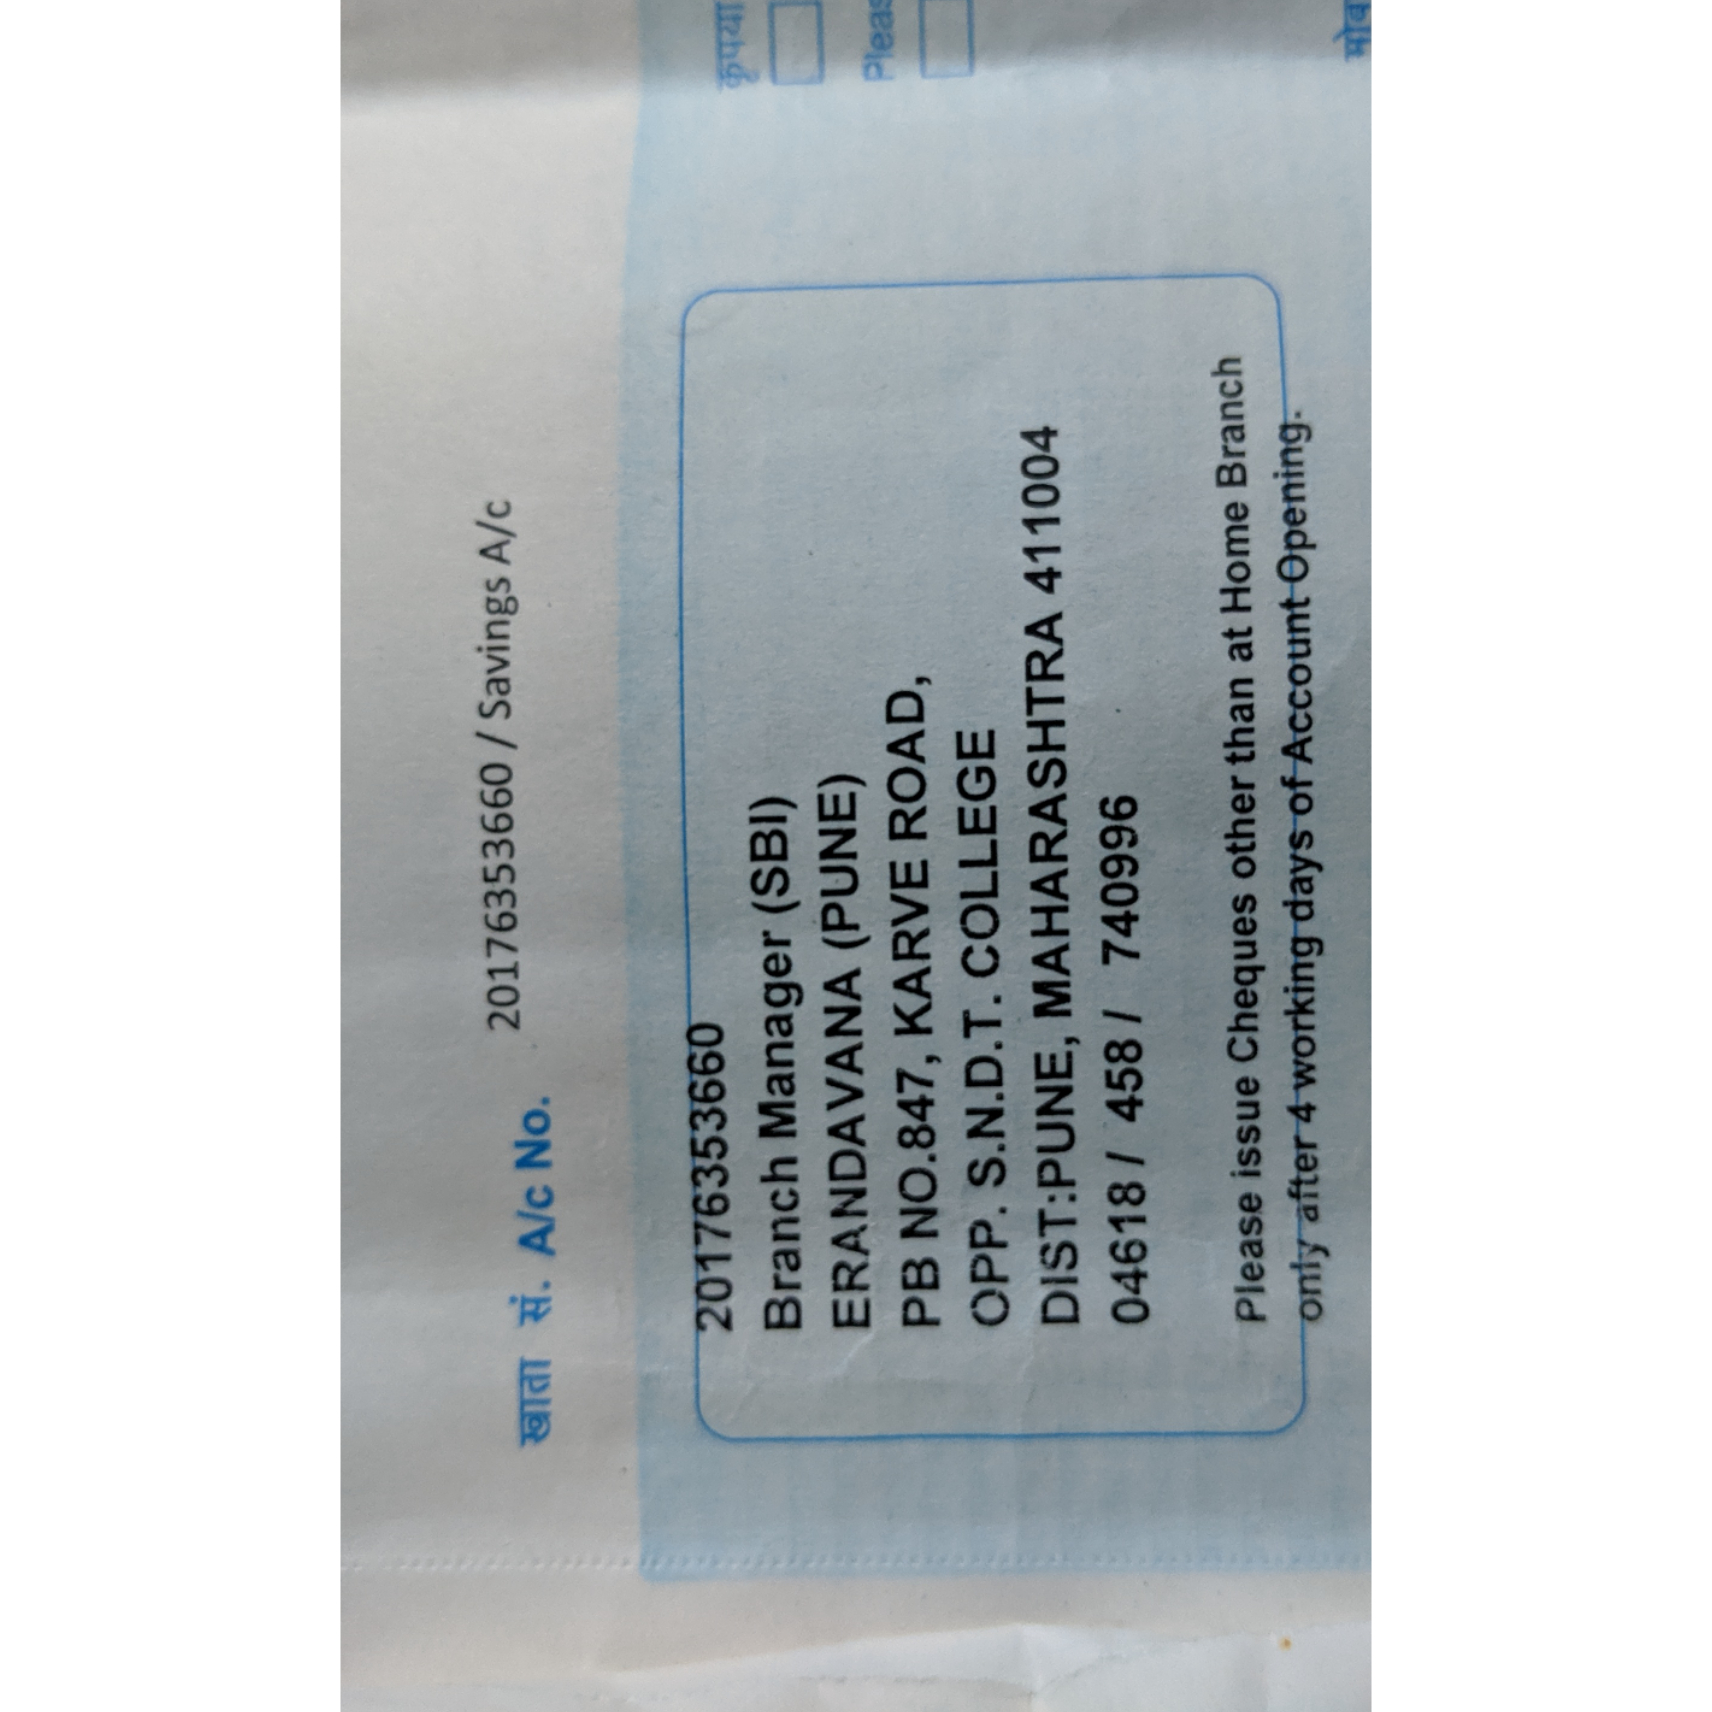 कृपया
Pleas
मोब
खाता सं. A/c No. 20176353660 / Savings A/c
20176353660
Branch Manager (SBI)
ERANDAVANA (PUNE)
PB NO.847, KARVE ROAD,
OPP. S.N.D.T. COLLEGE
DIST:PUNE, MAHARASHTRA 411004
04618 / 458 / 740996
Please issue Cheques other than at Home Branch
only after 4 working days of Account Opening.